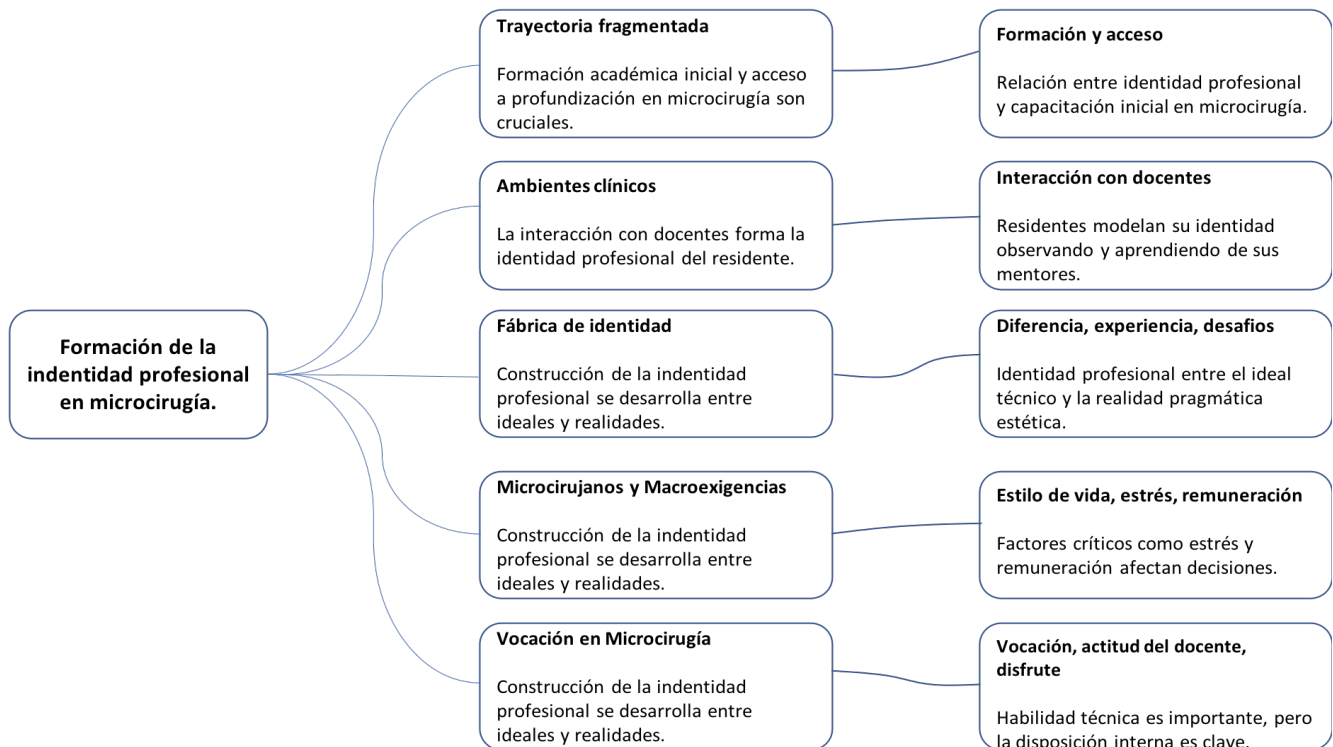 Formación de la
indentidad profesional
en microcirugía.
Trayectoria fragmentada
Formación académica inicial y acceso
a profundización en microcirugía son
cruciales.
Formación y acceso
Relación entre identidad profesional
y capacitación inicial en microcirugía.
Ambientes clínicos
La interacción con docentes forma la
identidad profesional del residente.
Interacción con docentes
Residentes modelan su identidad
observando y aprendiendo de sus
mentores.
Fábrica de identidad
Construcción de la indentidad
profesional se desarrolla entre
ideales y realidades.
Diferencia, experiencia, desafios
Identidad profesional entre el ideal
técnico y la realidad pragmática
estética.
Microcirujanos y Macroexigencias
Construcción de la indentidad
profesional se desarrolla entre
ideales y realidades.
Estilo de vida, estrés, remuneración
Factores críticos como estrés y
remuneración afectan decisiones.
Vocación en Microcirugía
Construcción de la indentidad
profesional se desarrolla entre
ideales y realidades.
Vocación, actitud del docente,
disfrute
Habilidad técnica es importante, pero
la disposición interna es clave.